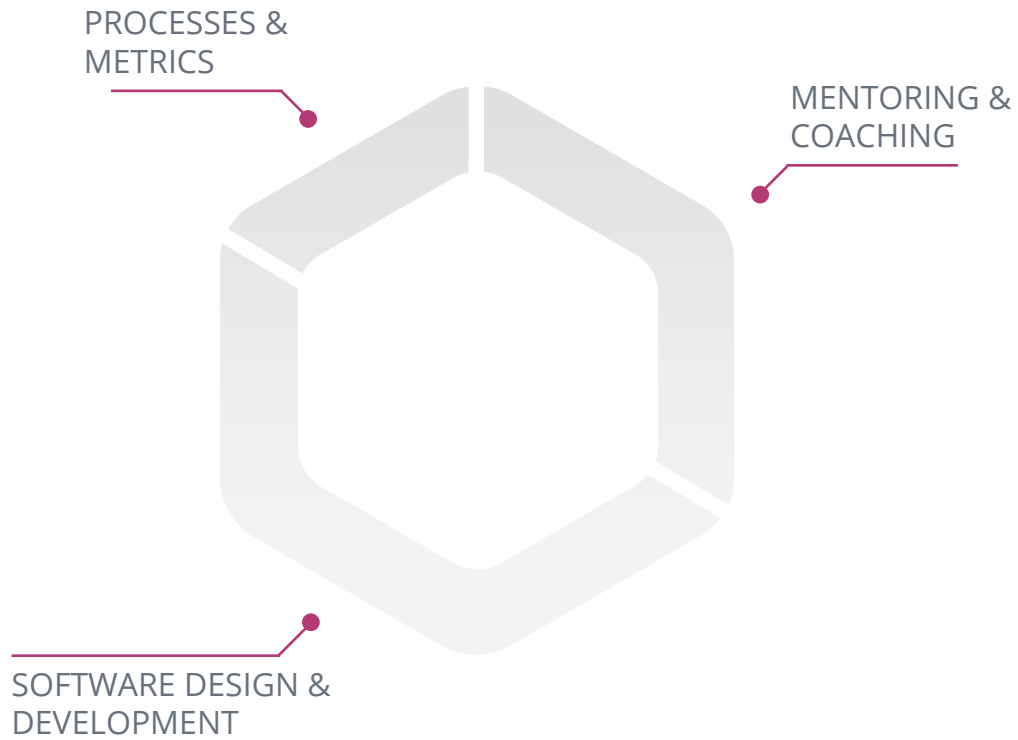 PROCESSES &
METRICS
MENTORING &
COACHING
SOFTWARE DESIGN &
DEVELOPMENT